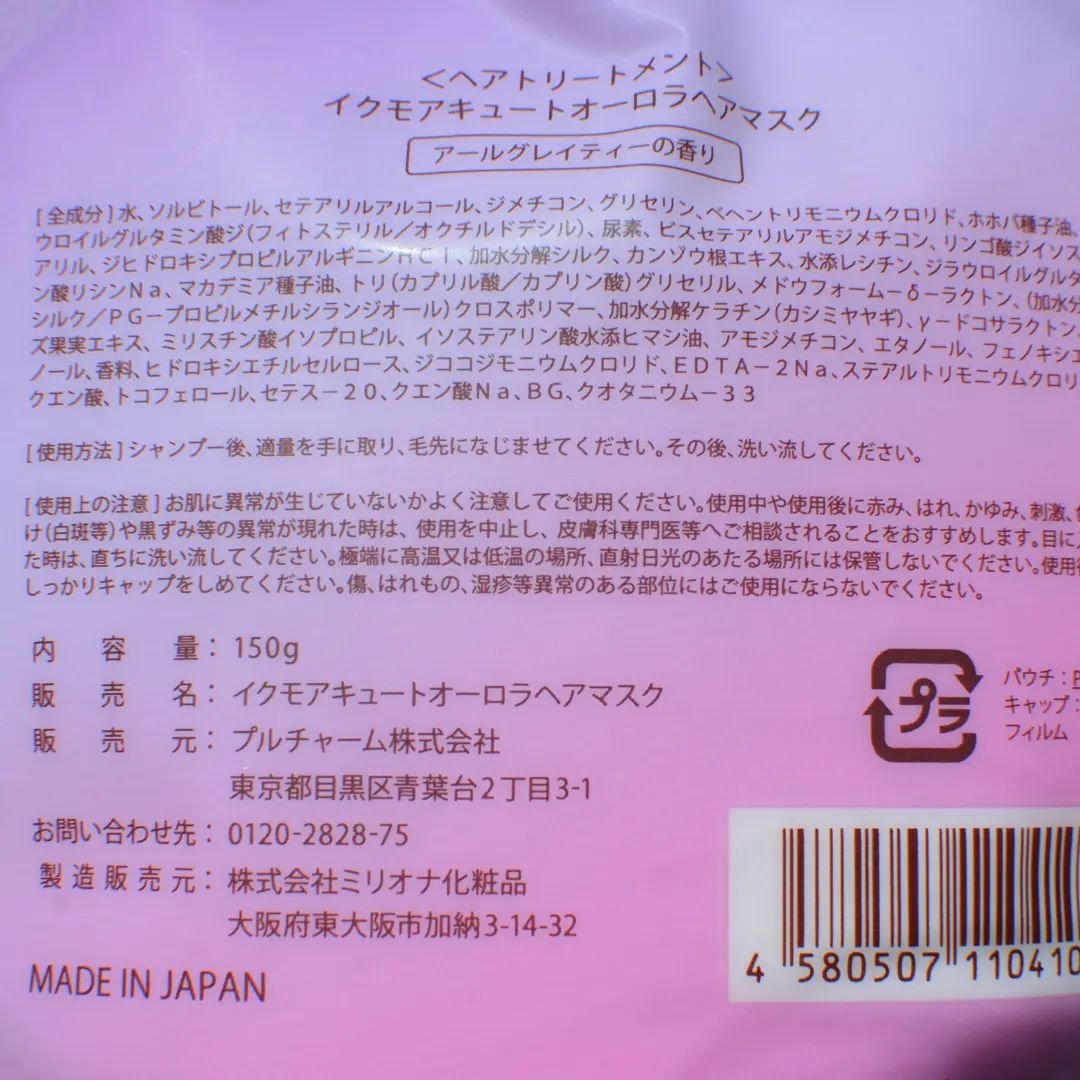 ＜ヘアトリートメント＞
イクモアキュートオーロラヘアマスク
アールグレイティーの香り
[全成分]水、ソルビトール、セテアリルアルコール、ジメチコン、グリセリン、ベヘントリモニウムクロリド、ホホバ種子油、
ウロイルグルタミン酸ジ(フィトステリル／オクチルドデシル)、尿素、ビスセテアリルアモジメチコン、リンゴ酸ジイソス
アリル、ジヒドロキシプロピルアルギニンＨＣｌ、加水分解シルク、カンゾウ根エキス、水添レシチン、ジラウロイルグルタ
ン酸リシンＮａ、マカデミア種子油、トリ(カプリル酸／カプリン酸)グリセリル、メドウフォームーδ－ラクトン、(加水分
シルク／ＰＧ－プロピルメチルシランジオール)クロスポリマー、加水分解ケラチン(カシミヤヤギ)、γ－ドコサラクトン、
ズ果実エキス、ミリスチン酸イソプロピル、イソステアリン酸水添ヒマシ油、アモジメチコン、エタノール、フェノキシエ
ノール、香料、ヒドロキシエチルセルロース、ジココジモニウムクロリド、ＥＤＴＡ－２Ｎａ、ステアルトリモニウムクロリ
クエン酸、トコフェロール、セテス－２０、クエン酸Ｎａ、ＢＧ、クオタニウム－３３
[使用方法]シャンプー後、適量を手に取り、毛先になじませてください。その後、洗い流してください。
[使用上の注意]お肌に異常が生じていないかよく注意してご使用ください。使用中や使用後に赤み、はれ、かゆみ、刺激、
け(白斑等)や黒ずみ等の異常が現れた時は、使用を中止し、皮膚科専門医等へご相談されることをおすすめします。目に
た時は、直ちに洗い流してください。極端に高温又は低温の場所、直射日光のあたる場所には保管しないでください。使用後
しっかりキャップをしめてください。傷、はれもの、湿疹等異常のある部位にはご使用にならないでください。
内容量：150g
販売名：イクモアキュートオーロラヘアマスク
販売元：プルチャーム株式会社
東京都目黒区青葉台2丁目3-1
お問い合わせ先：0120-2828-75
製造販売元：株式会社ミリオナ化粧品
大阪府東大阪市加納3-14-32
MADE IN JAPAN
プラ
パウチ：P
キャップ：
フィルム
4 580507 110410